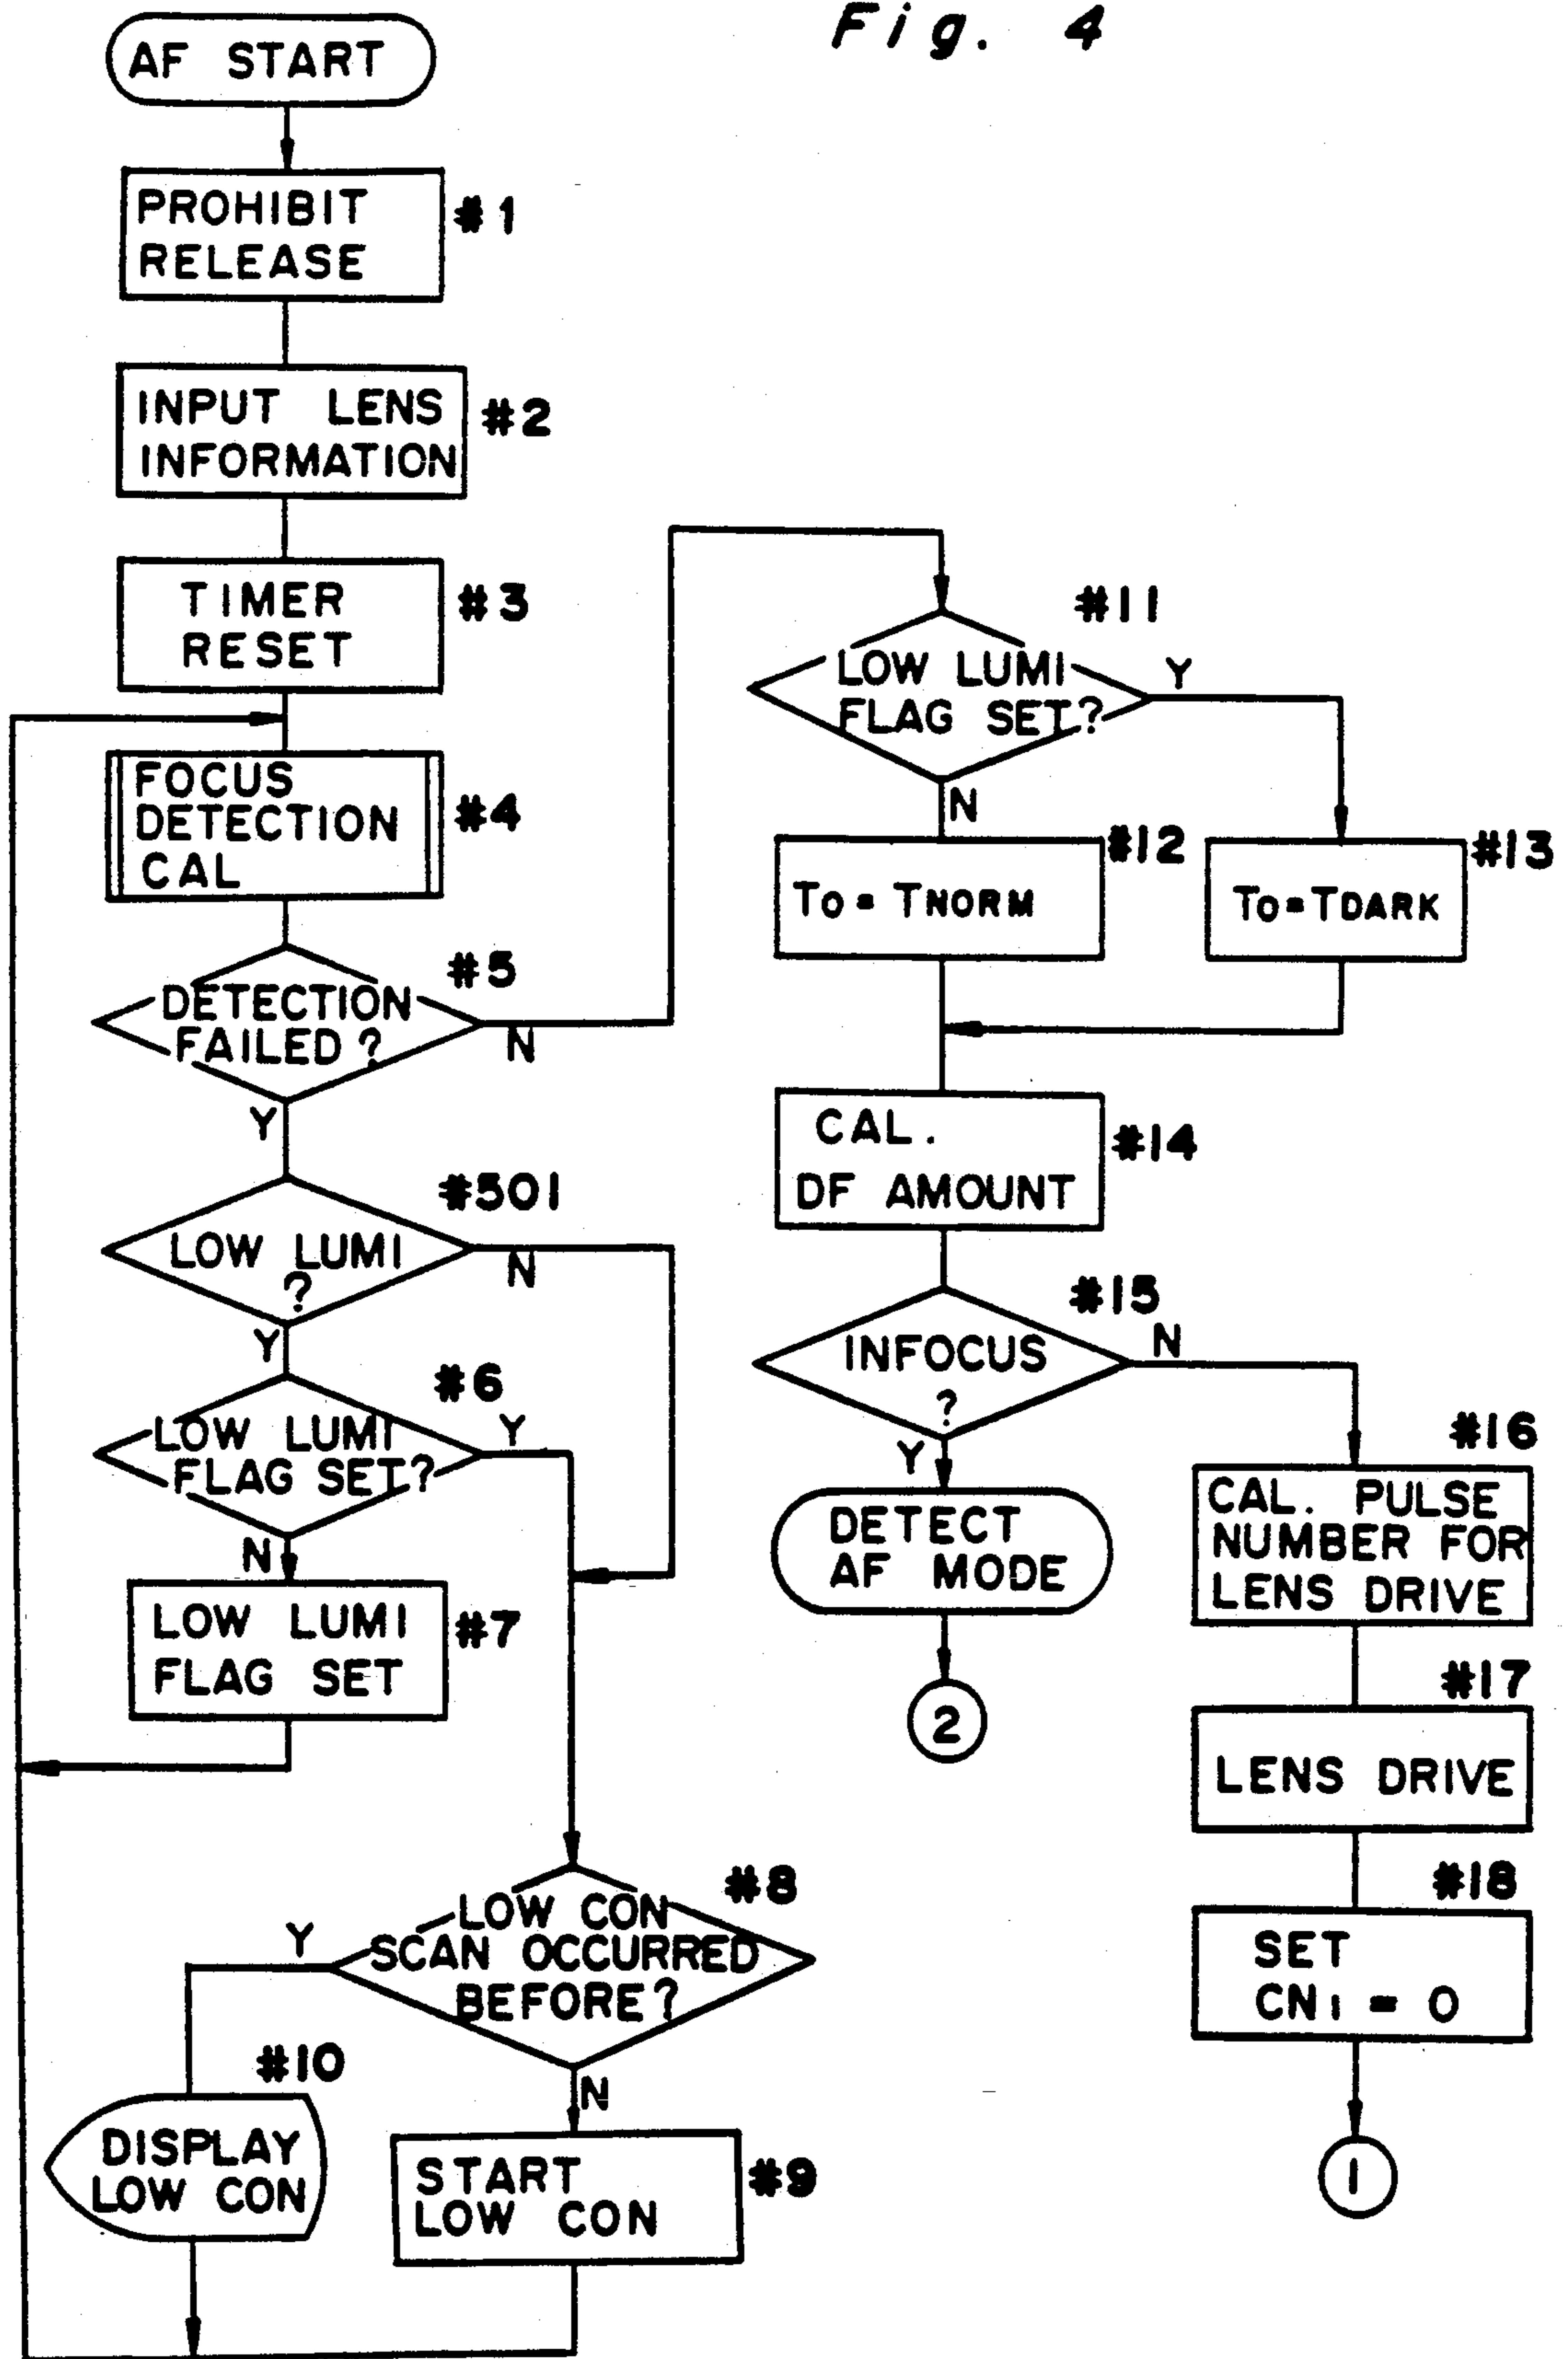 Fig. 4
AF START
PROHIBIT
RELEASE
#1
INPUT LENS
INFORMATION
#2
TIMER
RESET
#3
FOCUS
DETECTION
CAL
#4
DETECTION
FAILED?
#5
N
Y
LOW LUMI
?
#501
N
Y
LOW LUMI
FLAG SET?
#6
Y
N
LOW LUMI
FLAG SET
#7
LOW CON
SCAN OCCURRED
BEFORE?
#8
Y
N
#10
DISPLAY
LOW CON
START
LOW CON
#9
LOW LUMI
FLAG SET?
#11
Y
N
TO = TNORM
#12
TO = TDARK
#13
CAL.
DF AMOUNT
#14
INFOCUS
?
#15
N
Y
DETECT
AF MODE
2
#16
CAL. PULSE
NUMBER FOR
LENS DRIVE
#17
LENS DRIVE
#18
SET
CN1 = 0
1